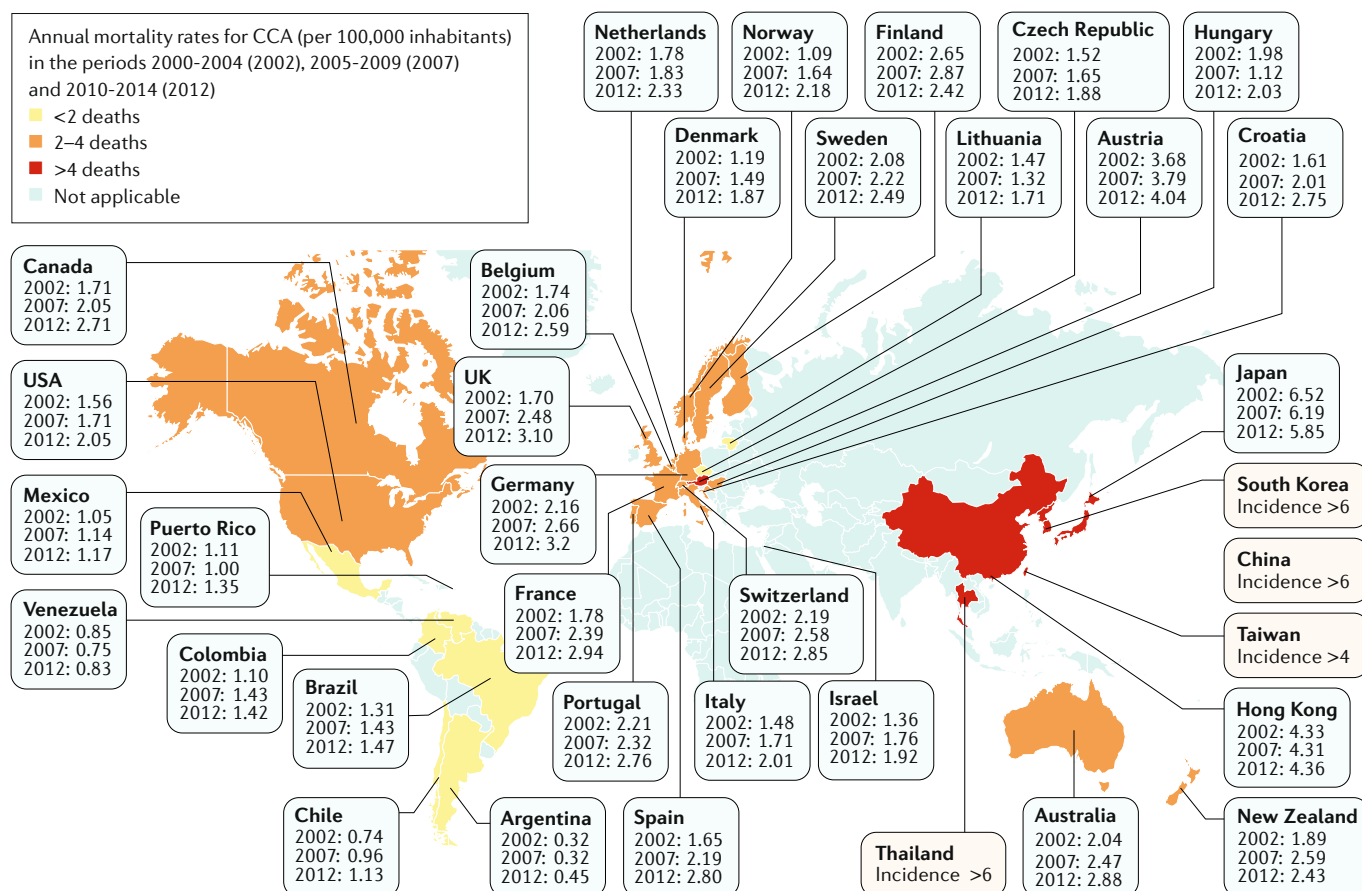 Annual mortality rates for CCA (per 100,000 inhabitants)
in the periods 2000-2004 (2002), 2005-2009 (2007)
and 2010-2014 (2012)
<2 deaths
2–4 deaths
>4 deaths
Not applicable
Netherlands
2002: 1.78
2007: 1.83
2012: 2.33
Norway
2002: 1.09
2007: 1.64
2012: 2.18
Finland
2002: 2.65
2007: 2.87
2012: 2.42
Czech Republic
2002: 1.52
2007: 1.65
2012: 1.88
Hungary
2002: 1.98
2007: 1.12
2012: 2.03
Denmark
2002: 1.19
2007: 1.49
2012: 1.87
Sweden
2002: 2.08
2007: 2.22
2012: 2.49
Lithuania
2002: 1.47
2007: 1.32
2012: 1.71
Austria
2002: 3.68
2007: 3.79
2012: 4.04
Croatia
2002: 1.61
2007: 2.01
2012: 2.75
Canada
2002: 1.71
2007: 2.05
2012: 2.71
Belgium
2002: 1.74
2007: 2.06
2012: 2.59
USA
2002: 1.56
2007: 1.71
2012: 2.05
UK
2002: 1.70
2007: 2.48
2012: 3.10
Japan
2002: 6.52
2007: 6.19
2012: 5.85
Mexico
2002: 1.05
2007: 1.14
2012: 1.17
Germany
2002: 2.16
2007: 2.66
2012: 3.2
South Korea
Incidence >6
Puerto Rico
2002: 1.11
2007: 1.00
2012: 1.35
China
Incidence >6
Venezuela
2002: 0.85
2007: 0.75
2012: 0.83
France
2002: 1.78
2007: 2.39
2012: 2.94
Switzerland
2002: 2.19
2007: 2.58
2012: 2.85
Taiwan
Incidence >4
Colombia
2002: 1.10
2007: 1.43
2012: 1.42
Brazil
2002: 1.31
2007: 1.43
2012: 1.47
Portugal
2002: 2.21
2007: 2.32
2012: 2.76
Italy
2002: 1.48
2007: 1.71
2012: 2.01
Israel
2002: 1.36
2007: 1.76
2012: 1.92
Hong Kong
2002: 4.33
2007: 4.31
2012: 4.36
Chile
2002: 0.74
2007: 0.96
2012: 1.13
Argentina
2002: 0.32
2007: 0.32
2012: 0.45
Spain
2002: 1.65
2007: 2.19
2012: 2.80
Thailand
Incidence >6
Australia
2002: 2.04
2007: 2.47
2012: 2.88
New Zealand
2002: 1.89
2007: 2.59
2012: 2.43